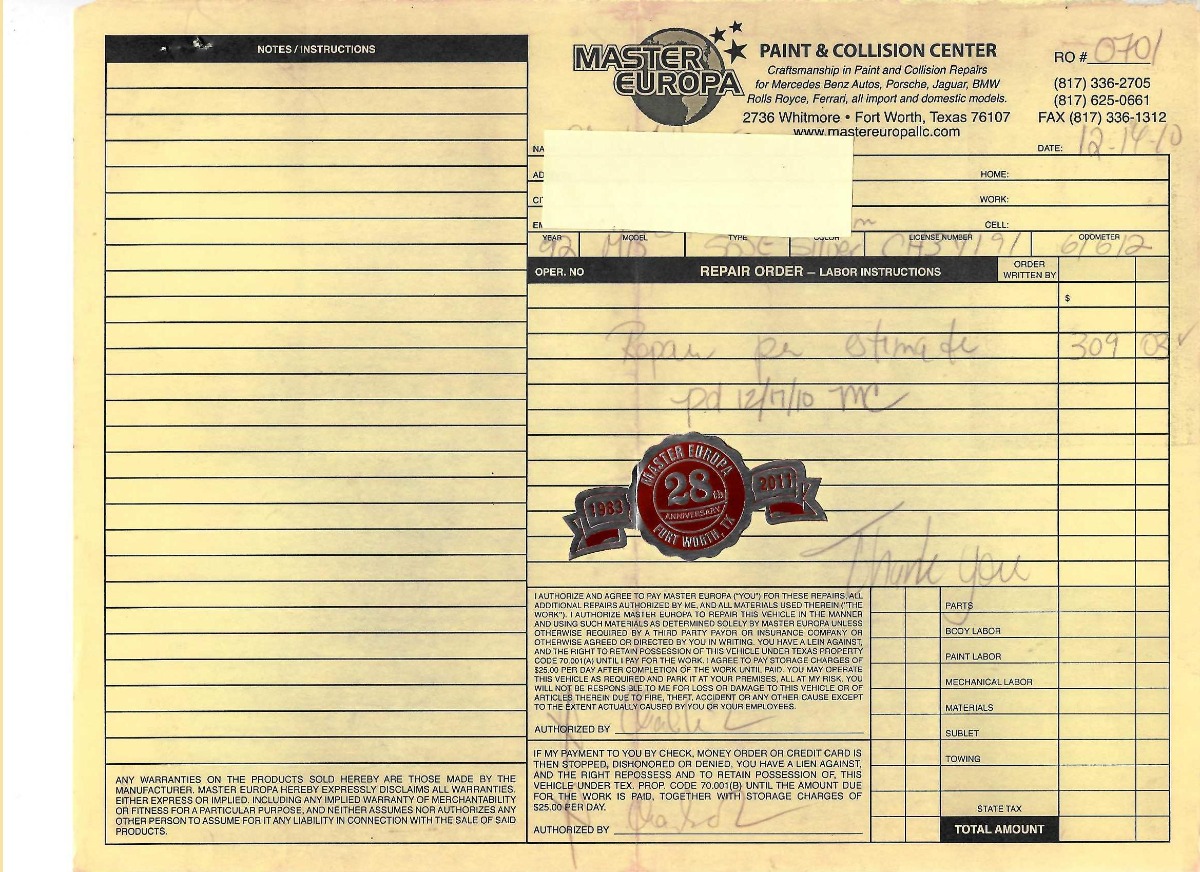 NOTES / INSTRUCTIONS
MASTER EUROPA
PAINT & COLLISION CENTER
Craftsmanship in Paint and Collision Repairs
for Mercedes Benz Autos, Porsche, Jaguar, BMW
Rolls Royce, Ferrari, all import and domestic models.
2736 Whitmore • Fort Worth, Texas 76107
www.mastereuropallc.com
RO # 0701
(817) 336-2705
(817) 625-0661
FAX (817) 336-1312
DATE: 12-14-10
NA
AD
HOME:
CI
WORK:
EM
CELL:
YEAR MODEL TYPE COLOR LICENSE NUMBER ODOMETER
92 MB Silver
OPER. NO REPAIR ORDER – LABOR INSTRUCTIONS ORDER WRITTEN BY
$
Repair per estimate 309 03
pd 12/17/10 MC
MASTER EUROPA
1983 28th ANNIVERSARY 2011
FORT WORTH, TX
Thank you
I AUTHORIZE AND AGREE TO PAY MASTER EUROPA ("YOU") FOR THESE REPAIRS, ALL
ADDITIONAL REPAIRS AUTHORIZED BY ME, AND ALL MATERIALS USED THEREIN ("THE
WORK"). I AUTHORIZE MASTER EUROPA TO REPAIR THIS VEHICLE IN THE MANNER
AND USING SUCH MATERIALS AS DETERMINED SOLELY BY MASTER EUROPA UNLESS
OTHERWISE REQUIRED BY A THIRD PARTY PAYOR OR INSURANCE COMPANY OR
OTHERWISE AGREED OR DIRECTED BY YOU IN WRITING. YOU HAVE A LEIN AGAINST,
AND THE RIGHT TO RETAIN POSSESSION OF THIS VEHICLE UNDER TEXAS PROPERTY
CODE 70.001(A) UNTIL I PAY FOR THE WORK. I AGREE TO PAY STORAGE CHARGES OF
$25.00 PER DAY AFTER COMPLETION OF THE WORK UNTIL PAID. YOU MAY OPERATE
THIS VEHICLE AS REQUIRED AND PARK IT AT YOUR PREMISES, ALL AT MY RISK. YOU
WILL NOT BE RESPONSIBLE TO ME FOR LOSS OR DAMAGE TO THIS VEHICLE OR OF
ARTICLES THEREIN DUE TO FIRE, THEFT, ACCIDENT OR ANY OTHER CAUSE EXCEPT
TO THE EXTENT ACTUALLY CAUSED BY YOU OR YOUR EMPLOYEES.
AUTHORIZED BY
IF MY PAYMENT TO YOU BY CHECK, MONEY ORDER OR CREDIT CARD IS
THEN STOPPED, DISHONORED OR DENIED, YOU HAVE A LIEN AGAINST,
AND THE RIGHT REPOSSESS AND TO RETAIN POSSESSION OF, THIS
VEHICLE UNDER TEX. PROP. CODE 70.001(B) UNTIL THE AMOUNT DUE
FOR THE WORK IS PAID, TOGETHER WITH STORAGE CHARGES OF
$25.00 PER DAY.
AUTHORIZED BY
PARTS
BODY LABOR
PAINT LABOR
MECHANICAL LABOR
MATERIALS
SUBLET
TOWING
STATE TAX
TOTAL AMOUNT
ANY WARRANTIES ON THE PRODUCTS SOLD HEREBY ARE THOSE MADE BY THE
MANUFACTURER. MASTER EUROPA HEREBY EXPRESSLY DISCLAIMS ALL WARRANTIES.
EITHER EXPRESS OR IMPLIED. INCLUDING ANY IMPLIED WARRANTY OF MERCHANTABILITY
OR FITNESS FOR A PARTICULAR PURPOSE, AND NEITHER ASSUMES NOR AUTHORIZES ANY
OTHER PERSON TO ASSUME FOR IT ANY LIABILITY IN CONNECTION WITH THE SALE OF SAID
PRODUCTS.